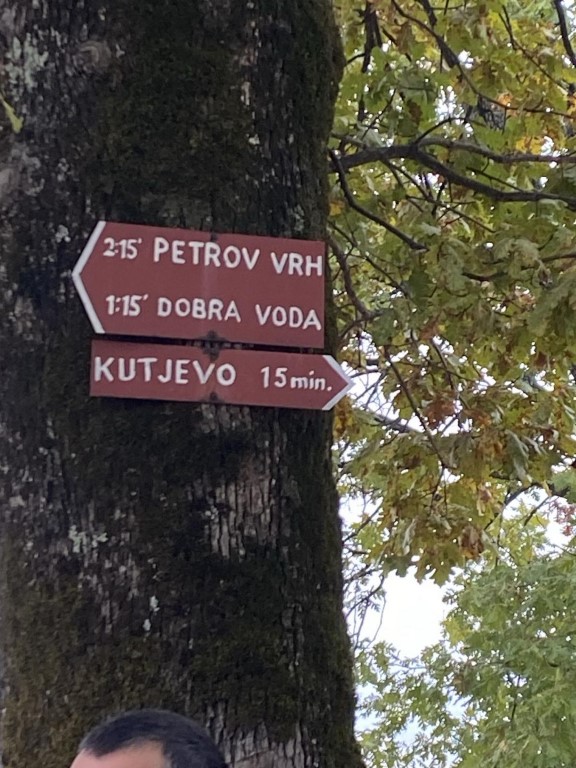 2:15' PETROV VRH
1:15' DOBRA VODA
KUTJEVO 15 min.